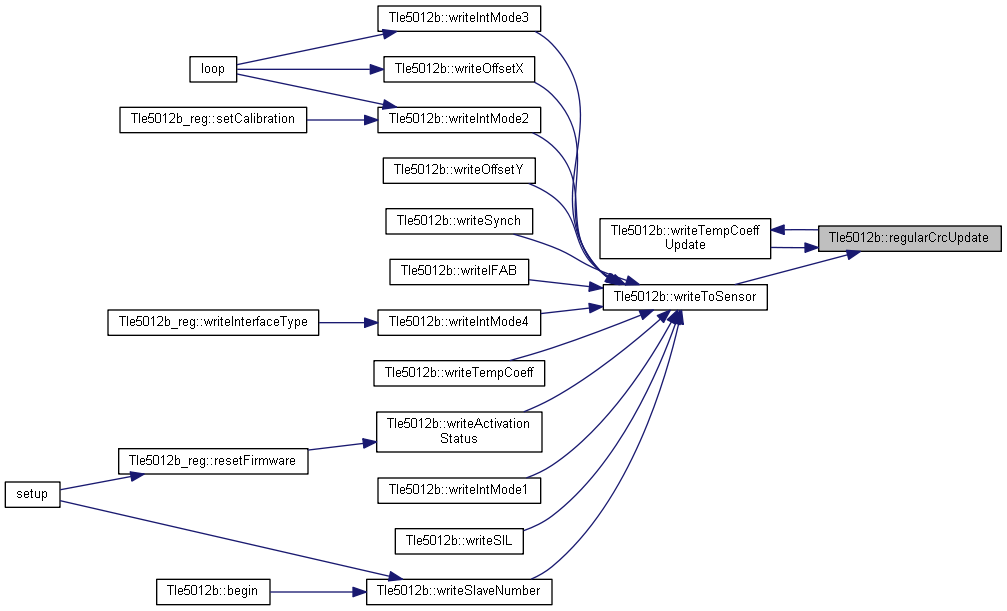 Tle5012b::writeIntMode3
loop
Tle5012b::writeOffsetX
Tle5012b_reg::setCalibration
Tle5012b::writeIntMode2
Tle5012b::writeOffsetY
Tle5012b::writeSynch
Tle5012b::writeTempCoeff
Update
Tle5012b::regularCrcUpdate
Tle5012b::writeIFAB
Tle5012b::writeToSensor
Tle5012b_reg::writeInterfaceType
Tle5012b::writeIntMode4
Tle5012b::writeTempCoeff
Tle5012b::writeActivation
Status
Tle5012b_reg::resetFirmware
setup
Tle5012b::writeIntMode1
Tle5012b::writeSIL
Tle5012b::begin
Tle5012b::writeSlaveNumber